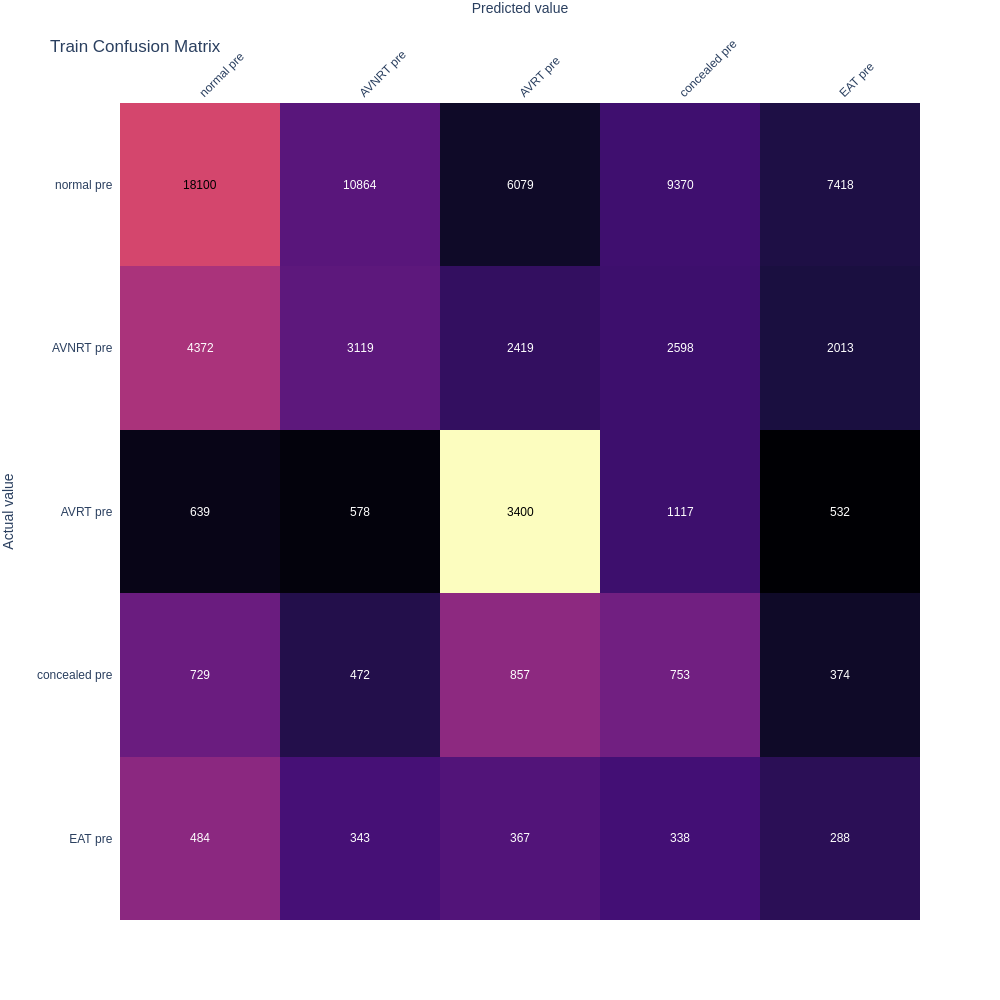 Predicted value
Train Confusion Matrix
normal pre AVNRT pre AVRT pre concealed pre EAT pre
normal pre 18100 10864 6079 9370 7418
AVNRT pre 4372 3119 2419 2598 2013
Actual value
AVRT pre 639 578 3400 1117 532
concealed pre 729 472 857 753 374
EAT pre 484 343 367 338 288